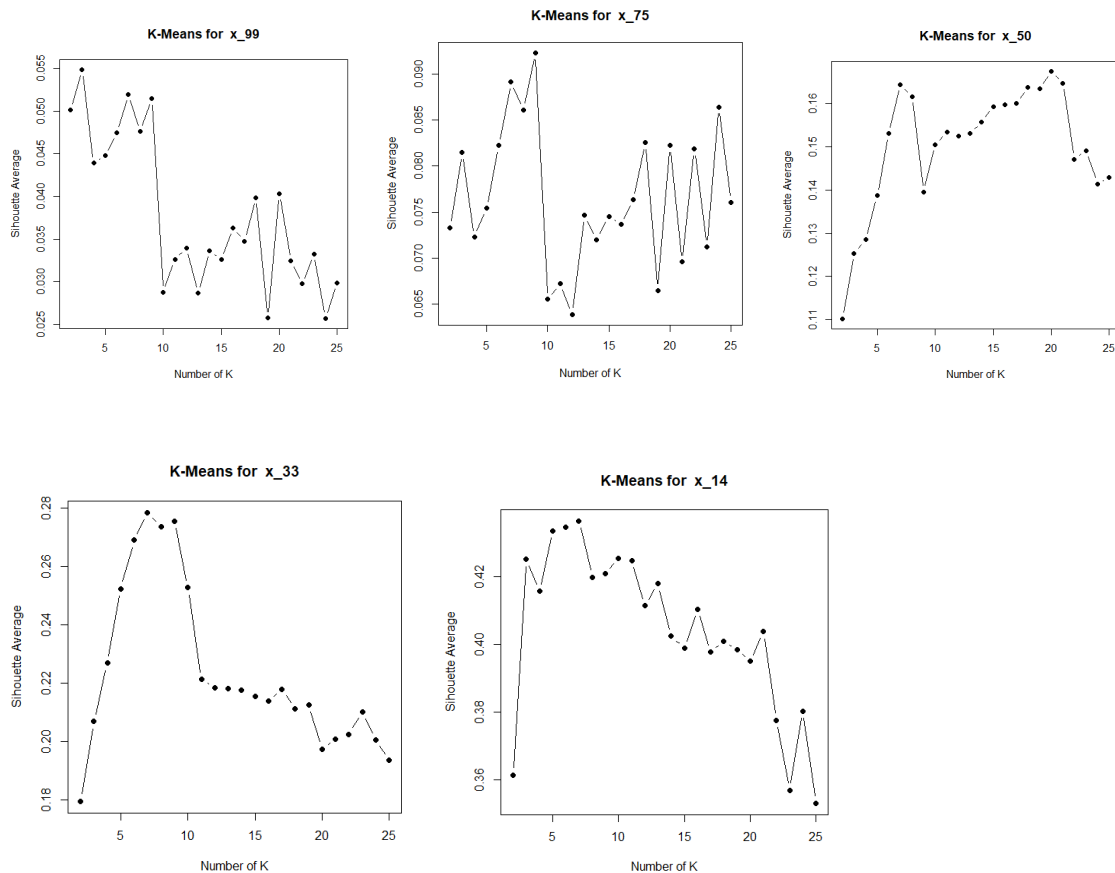 K-Means for x_99
Sihouette Average
0.055
0.050
0.045
0.040
0.035
0.030
0.025
5 10 15 20 25
Number of K
K-Means for x_75
Sihouette Average
0.090
0.085
0.080
0.075
0.070
0.065
5 10 15 20 25
Number of K
K-Means for x_50
Sihouette Average
0.16
0.15
0.14
0.13
0.12
0.11
5 10 15 20 25
Number of K
K-Means for x_33
Sihouette Average
0.28
0.26
0.24
0.22
0.20
0.18
5 10 15 20 25
Number of K
K-Means for x_14
Sihouette Average
0.42
0.40
0.38
0.36
5 10 15 20 25
Number of K